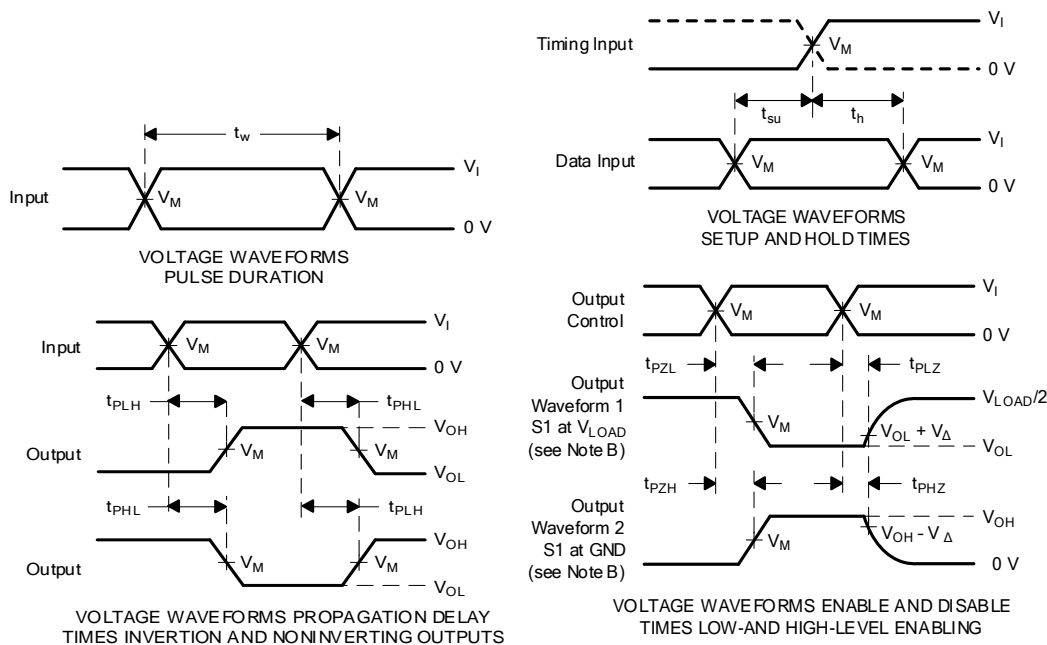 t_w
V_I
Input
V_M
V_M
0 V
VOLTAGE WAVEFORMS
PULSE DURATION
V_I
Timing Input
V_M
0 V
t_su
t_h
V_I
Data Input
V_M
V_M
0 V
VOLTAGE WAVEFORMS
SETUP AND HOLD TIMES
V_I
Input
V_M
V_M
0 V
t_PLH
t_PHL
V_OH
Output
V_M
V_M
V_OL
t_PHL
t_PLH
V_OH
Output
V_M
V_M
V_OL
VOLTAGE WAVEFORMS PROPAGATION DELAY
TIMES INVERTION AND NONINVERTING OUTPUTS
Output
Control
V_I
V_M
V_M
0 V
t_PZL
t_PLZ
Output
Waveform 1
S1 at V_LOAD
(see Note B)
V_LOAD/2
V_M
V_OL + V_Δ
V_OL
t_PZH
t_PHZ
Output
Waveform 2
S1 at GND
(see Note B)
V_OH
V_M
V_OH - V_Δ
0 V
VOLTAGE WAVEFORMS ENABLE AND DISABLE
TIMES LOW-AND HIGH-LEVEL ENABLING